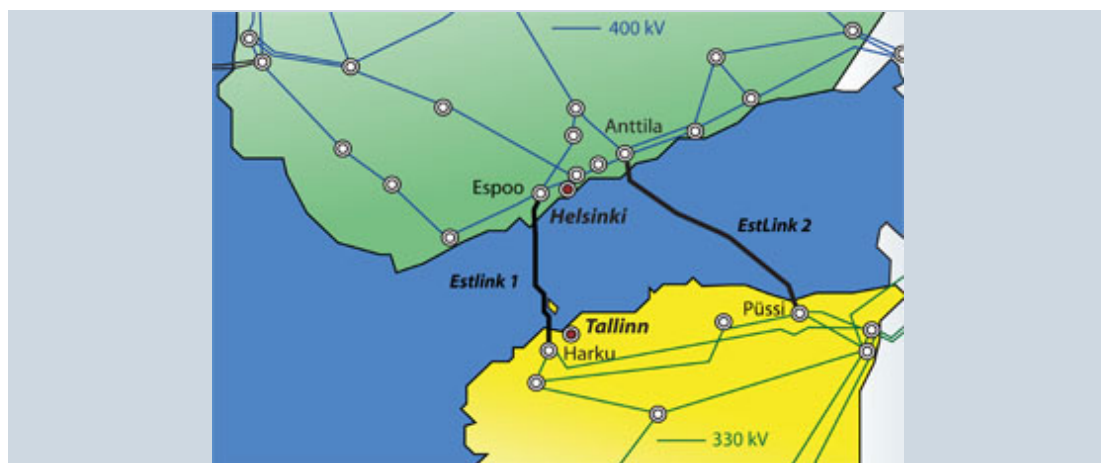 400 kV
Anttila
Espoo
Helsinki
EstLink 2
Estlink 1
Püssi
Tallinn
Harku
330 kV